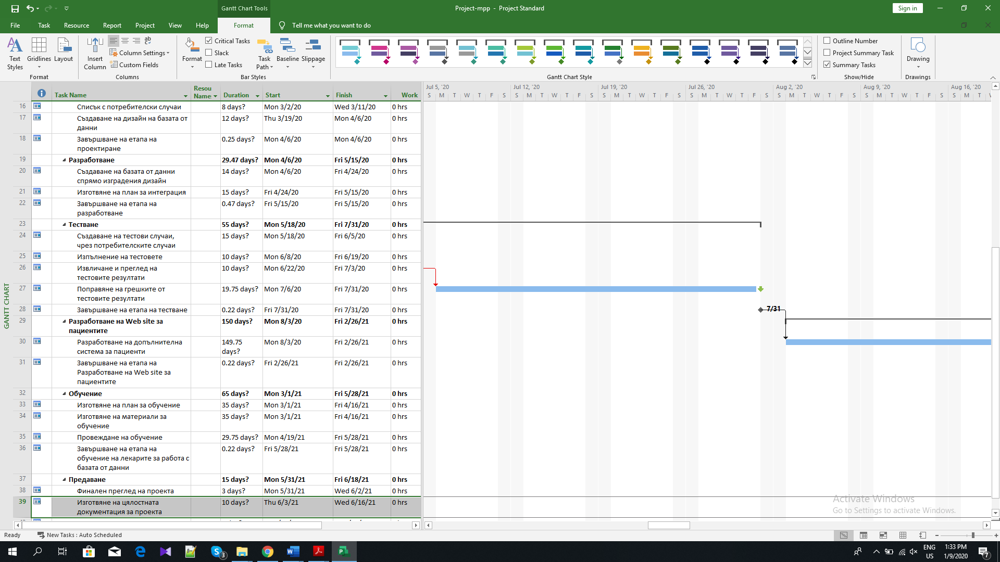 Gantt Chart Tools
Project-mpp - Project Standard
Sign in
File Task Resource Report Project View Help Format Tell me what you want to do
Text Styles
Gridlines
Layout
Format
Insert Column
Column Settings
Custom Fields
Columns
Format
Critical Tasks
Slack
Late Tasks
Task Path
Baseline
Slippage
Bar Styles
Gantt Chart Style
Outline Number
Project Summary Task
Summary Tasks
Show/Hide
Drawing
Drawings
Task Name Resou Name Duration Start Finish Work
Jul 5, '20 Jul 12, '20 Jul 19, '20 Jul 26, '20 Aug 2, '20 Aug 9, '20 Aug 16, '20
S M T W T F S S M T W T F S S M T W T F S S M T W T F S S M T W T F S S M T W T F S S M T
16 Списък с потребителски случаи 8 days? Mon 3/2/20 Wed 3/11/20 0 hrs
17 Създаване на дизайн на базата от 12 days? Thu 3/19/20 Mon 4/6/20 0 hrs
данни
18 Завършване на етапа на 0.25 days? Mon 4/6/20 Mon 4/6/20 0 hrs
проектиране
19 Разработване 29.47 days? Mon 4/6/20 Fri 5/15/20 0 hrs
20 Създаване на базата от данни 14 days? Mon 4/6/20 Fri 4/24/20 0 hrs
спрямо изградения дизайн
21 Изготвяне на план за интеграция 15 days? Fri 4/24/20 Fri 5/15/20 0 hrs
22 Завършване на етапа на 0.47 days? Fri 5/15/20 Fri 5/15/20 0 hrs
разработване
23 Тестване 55 days? Mon 5/18/20 Fri 7/31/20 0 hrs
24 Създаване на тестови случаи, 15 days? Mon 5/18/20 Fri 6/5/20 0 hrs
чрез потребителските случаи
25 Изпълнение на тестовете 10 days? Mon 6/8/20 Fri 6/19/20 0 hrs
26 Извличане и преглед на 10 days? Mon 6/22/20 Fri 7/3/20 0 hrs
тестовите резултати
27 Поправяне на грешките от 19.75 days? Mon 7/6/20 Fri 7/31/20 0 hrs
тестовите резултати
28 Завършване на етапа на тестване 0.22 days? Fri 7/31/20 Fri 7/31/20 0 hrs
7/31
29 Разработване на Web site за 150 days? Mon 8/3/20 Fri 2/26/21 0 hrs
пациентите
30 Разработване на допълнителна 149.75 Mon 8/3/20 Fri 2/26/21 0 hrs
система за пациенти days?
31 Завършване на етапа на 0.22 days? Fri 2/26/21 Fri 2/26/21 0 hrs
Разработване на Web site за
пациентите
32 Обучение 65 days? Mon 3/1/21 Fri 5/28/21 0 hrs
33 Изготвяне на план за обучение 35 days? Mon 3/1/21 Fri 4/16/21 0 hrs
34 Изготвяне на материали за 35 days? Mon 3/1/21 Fri 4/16/21 0 hrs
обучение
35 Провеждане на обучение 29.75 days? Mon 4/19/21 Fri 5/28/21 0 hrs
36 Завършване на етапа на 0.22 days? Fri 5/28/21 Fri 5/28/21 0 hrs
обучение на лекарите за работа с
базата от данни
37 Предаване 15 days? Mon 5/31/21 Fri 6/18/21 0 hrs
38 Финален преглед на проекта 3 days? Mon 5/31/21 Wed 6/2/21 0 hrs
39 Изготвяне на цялостната 10 days? Thu 6/3/21 Wed 6/16/21 0 hrs
документация за проекта
GANTT CHART
Activate Windows
Go to Settings to activate Windows.
Ready New Tasks : Auto Scheduled
3
ENG
US
1:33 PM
1/9/2020
7